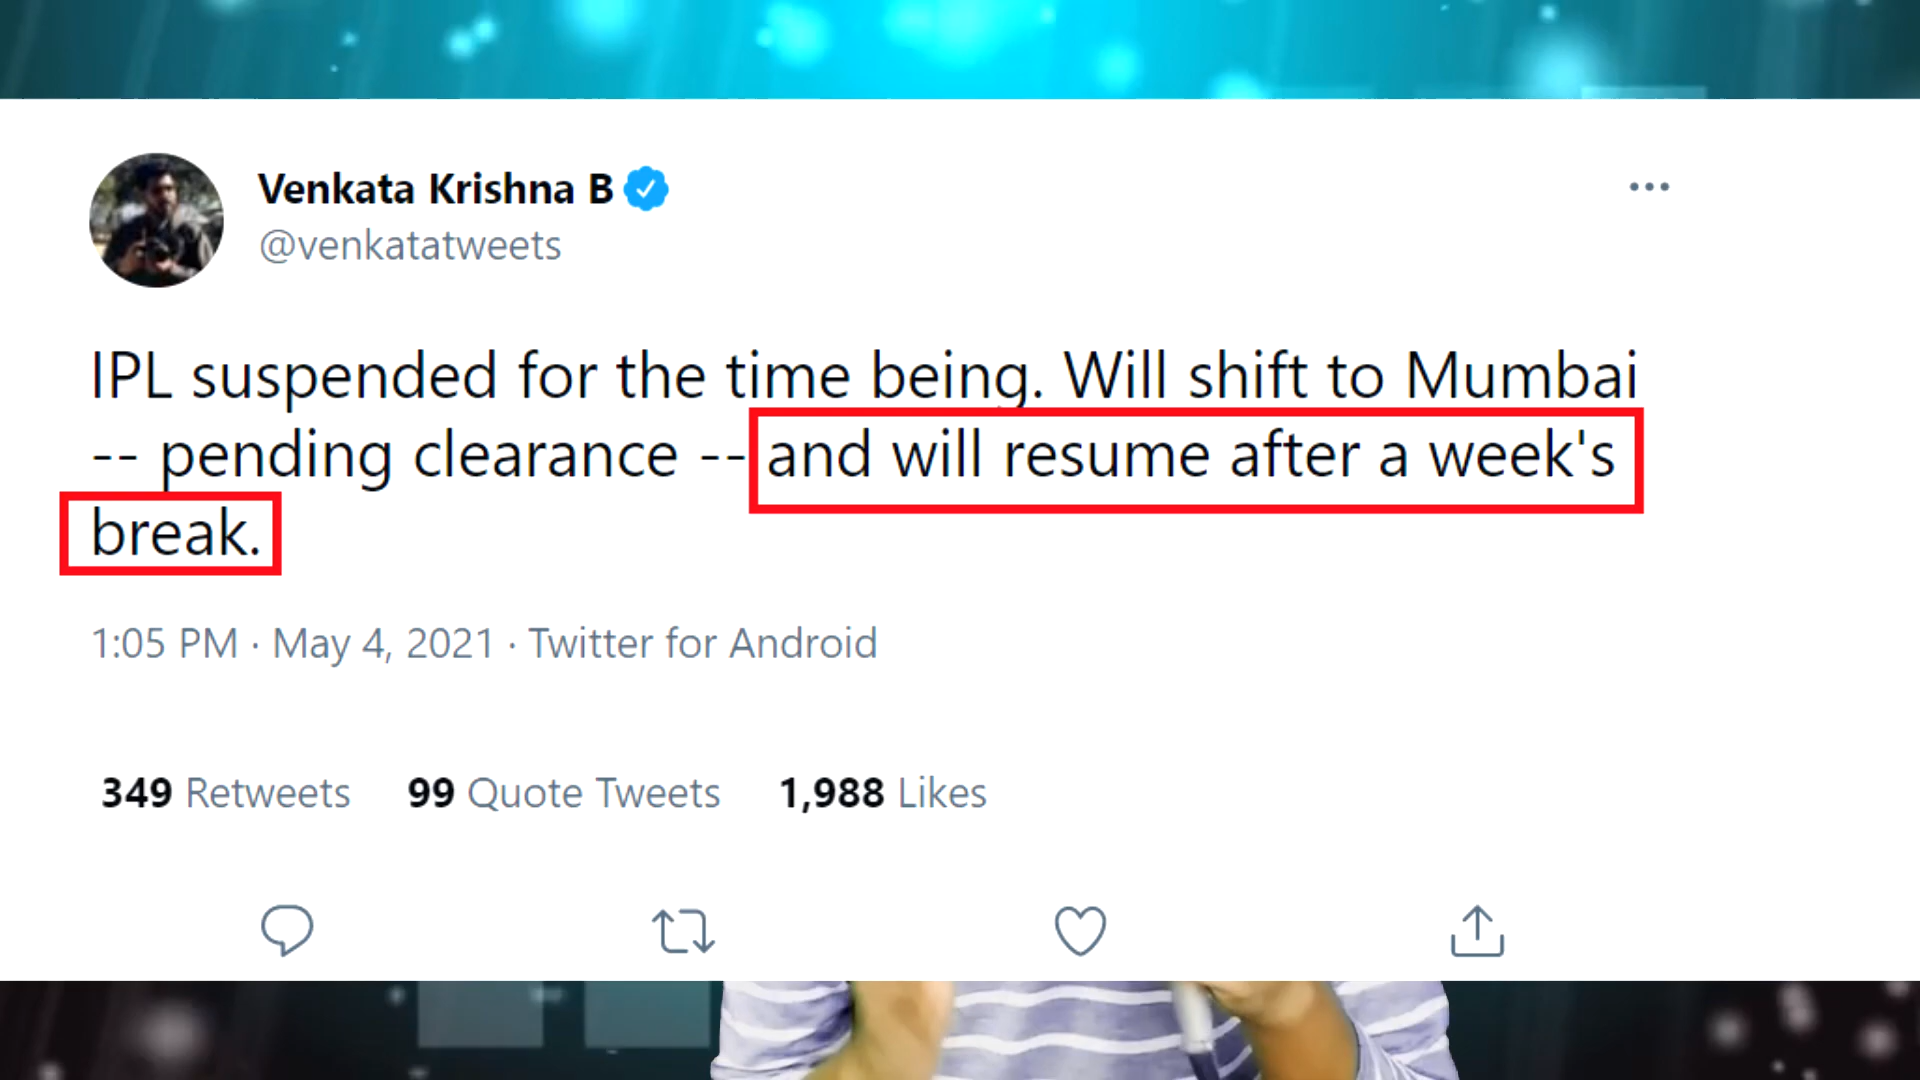 Venkata Krishna B
@venkatatweets
IPL suspended for the time being. Will shift to Mumbai
-- pending clearance -- and will resume after a week's
break.
1:05 PM · May 4, 2021 · Twitter for Android
349 Retweets 99 Quote Tweets 1,988 Likes